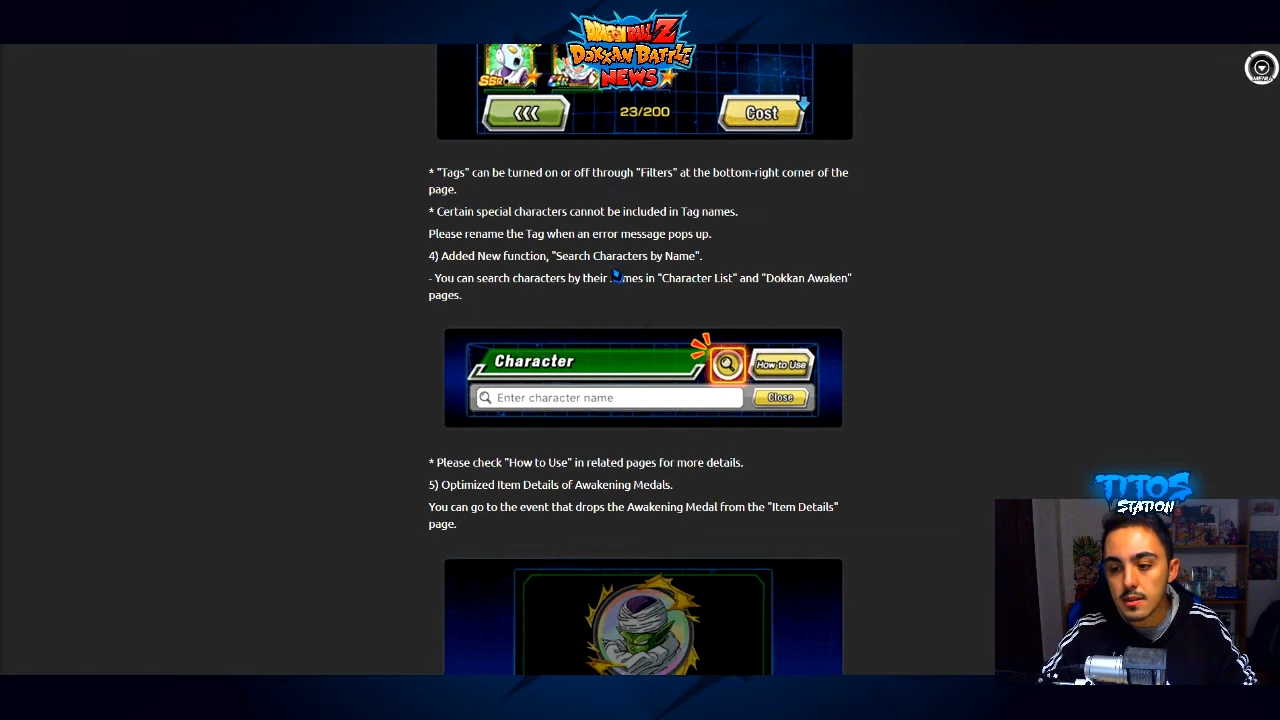 DRAGON BALL Z
DOKKAN BATTLE
NEWS
SSR
UR
23/200
Cost
MENU
* "Tags" can be turned on or off through "Filters" at the bottom-right corner of the
page.
* Certain special characters cannot be included in Tag names.
Please rename the Tag when an error message pops up.
4) Added New function, "Search Characters by Name".
- You can search characters by their names in "Character List" and "Dokkan Awaken"
pages.
Character
How to Use
Enter character name
Close
* Please check "How to Use" in related pages for more details.
5) Optimized Item Details of Awakening Medals.
You can go to the event that drops the Awakening Medal from the "Item Details"
page.
TITOS
STATION